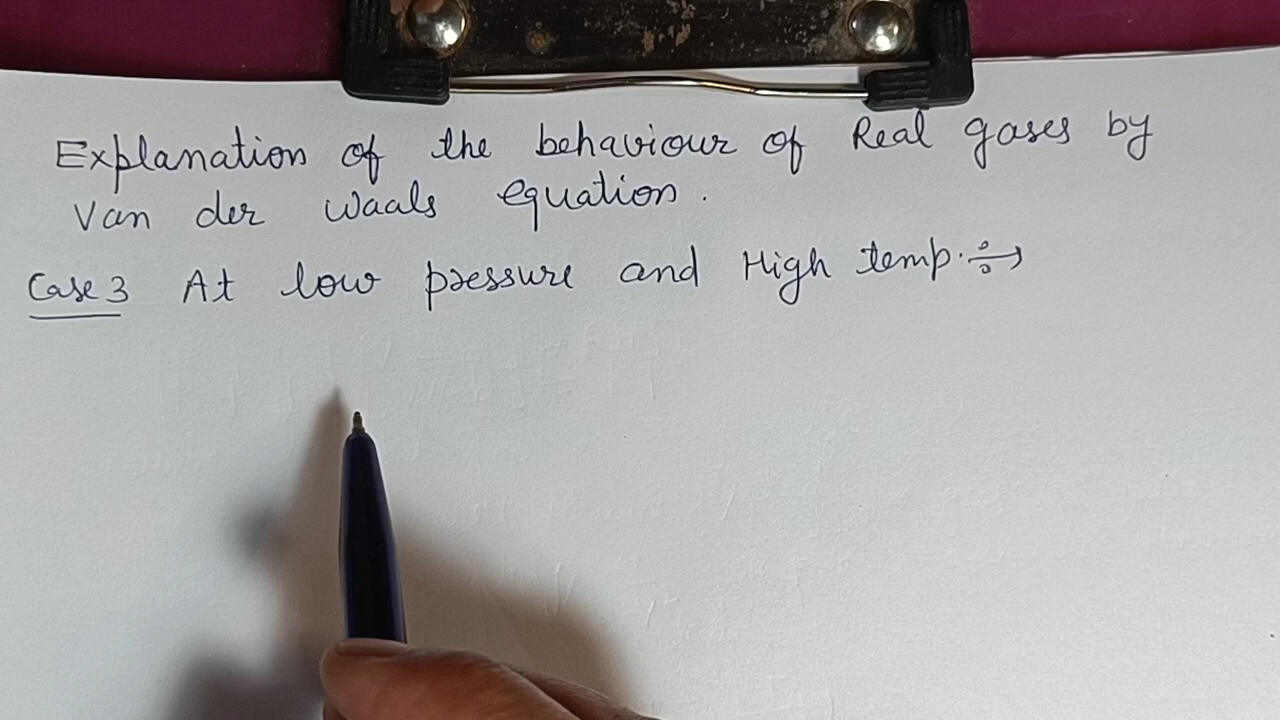 Explanation of the behaviour of Real gases by
Van der Waals equation.
Case 3 At low pressure and High temp. ÷→